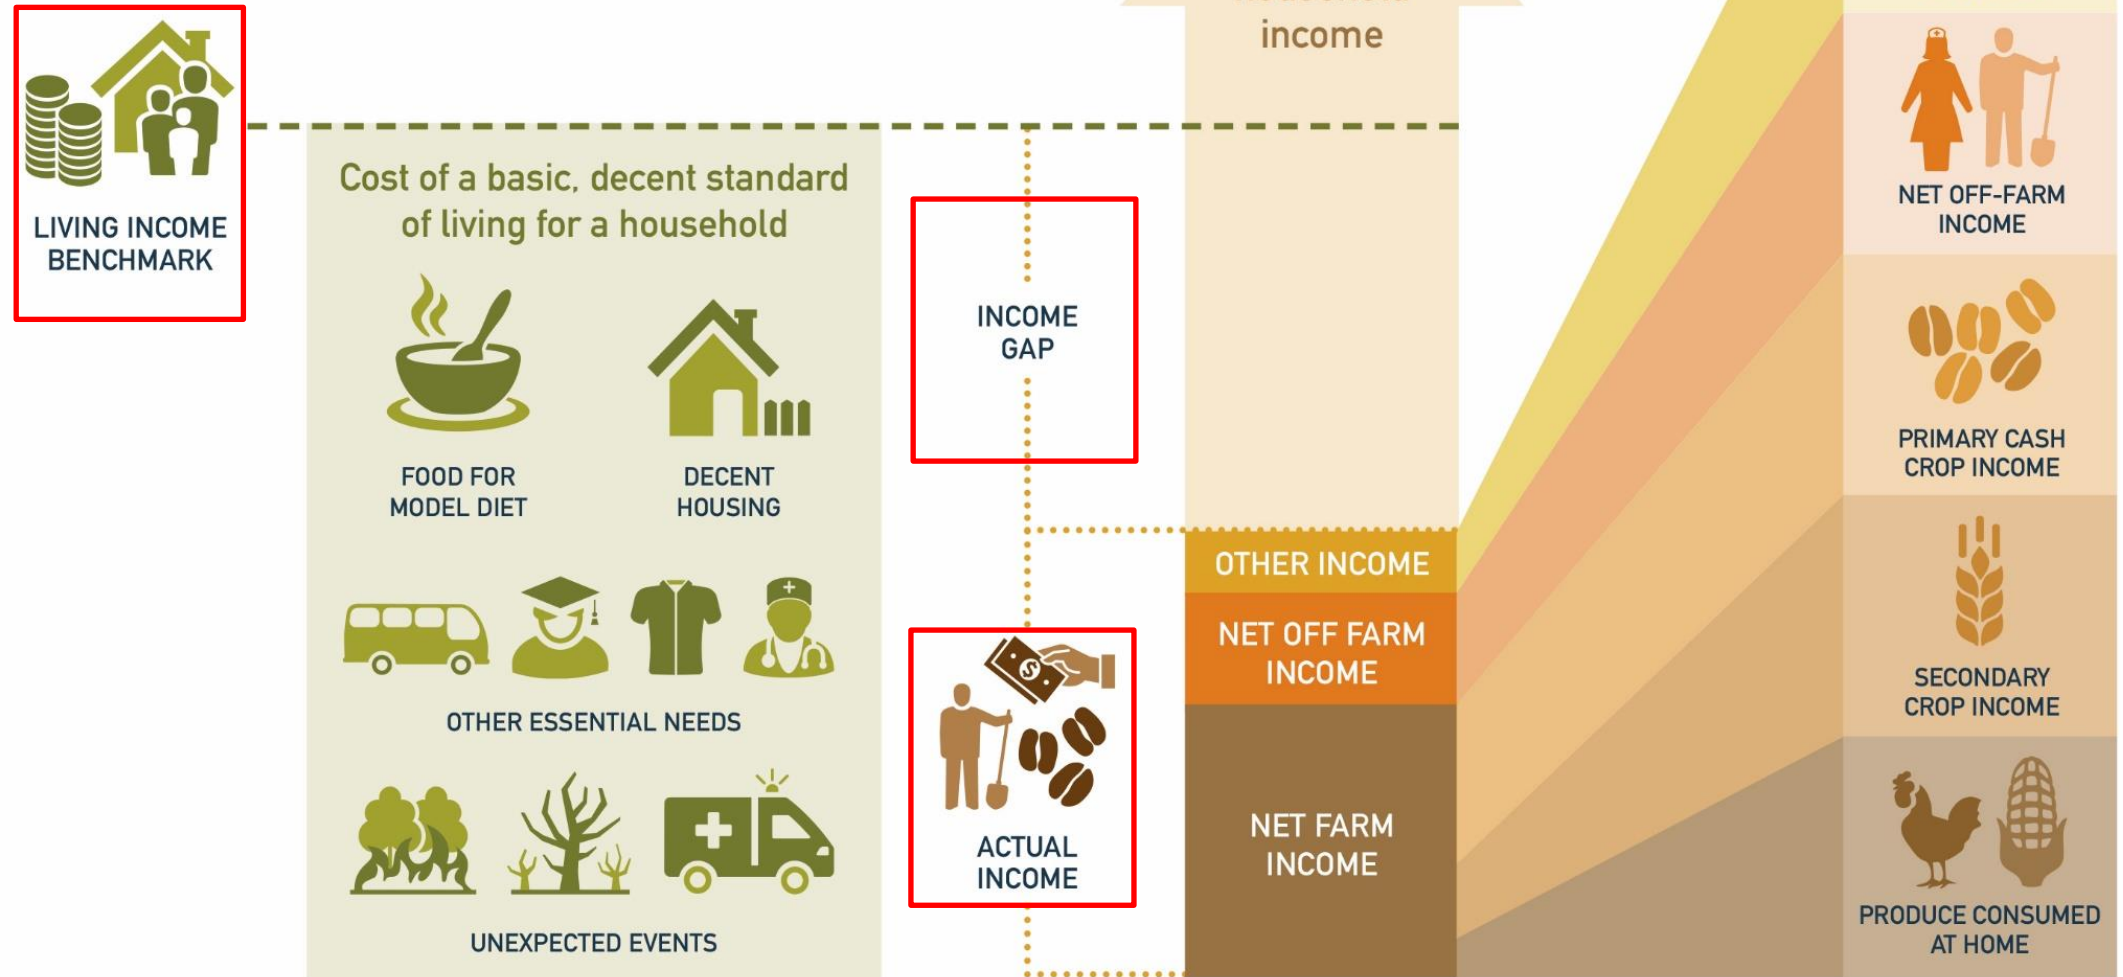 income
LIVING INCOME
BENCHMARK
Cost of a basic, decent standard
of living for a household
FOOD FOR
MODEL DIET
DECENT
HOUSING
OTHER ESSENTIAL NEEDS
UNEXPECTED EVENTS
INCOME
GAP
ACTUAL
INCOME
OTHER INCOME
NET OFF FARM
INCOME
NET FARM
INCOME
NET OFF-FARM
INCOME
PRIMARY CASH
CROP INCOME
SECONDARY
CROP INCOME
PRODUCE CONSUMED
AT HOME